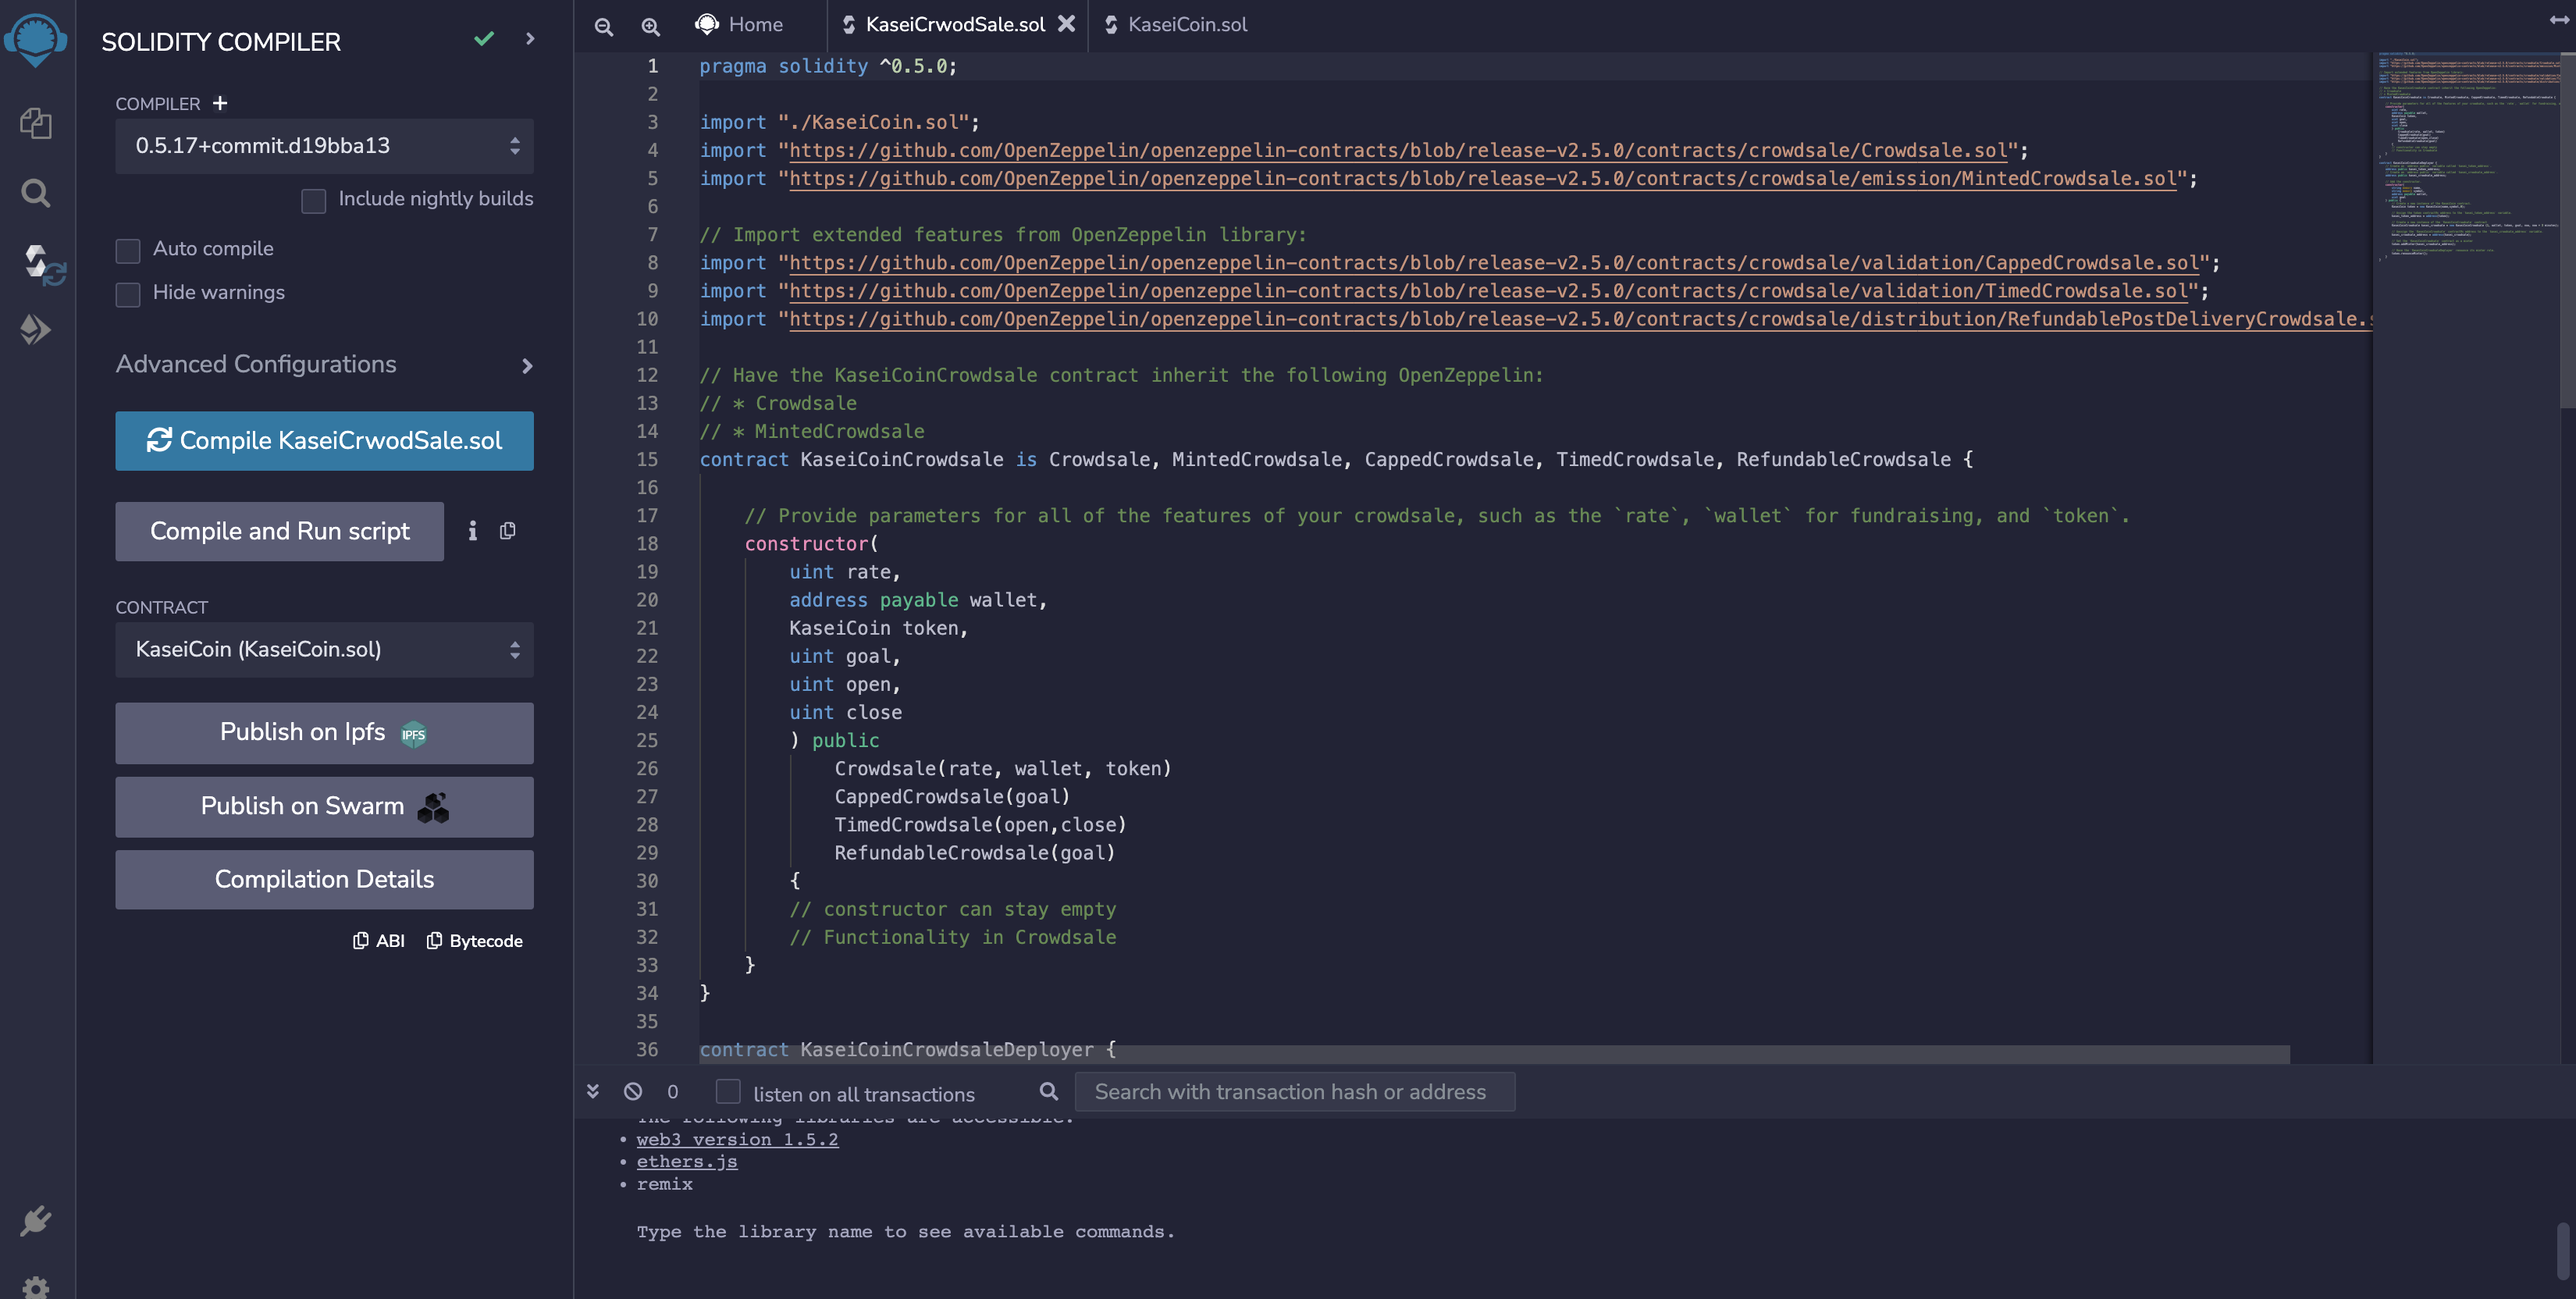 SOLIDITY COMPILER
COMPILER +
0.5.17+commit.d19bba13
Include nightly builds
Auto compile
Hide warnings
Advanced Configurations
Compile KaseiCrwodSale.sol
Compile and Run script
CONTRACT
KaseiCoin (KaseiCoin.sol)
Publish on Ipfs IPFS
Publish on Swarm
Compilation Details
ABI Bytecode
Home KaseiCrwodSale.sol KaseiCoin.sol
1 pragma solidity ^0.5.0;
2
3 import "./KaseiCoin.sol";
4 import "https://github.com/OpenZeppelin/openzeppelin-contracts/blob/release-v2.5.0/contracts/crowdsale/Crowdsale.sol";
5 import "https://github.com/OpenZeppelin/openzeppelin-contracts/blob/release-v2.5.0/contracts/crowdsale/emission/MintedCrowdsale.sol";
6
7 // Import extended features from OpenZeppelin library:
8 import "https://github.com/OpenZeppelin/openzeppelin-contracts/blob/release-v2.5.0/contracts/crowdsale/validation/CappedCrowdsale.sol";
9 import "https://github.com/OpenZeppelin/openzeppelin-contracts/blob/release-v2.5.0/contracts/crowdsale/validation/TimedCrowdsale.sol";
10 import "https://github.com/OpenZeppelin/openzeppelin-contracts/blob/release-v2.5.0/contracts/crowdsale/distribution/RefundablePostDeliveryCrowdsale.s
11
12 // Have the KaseiCoinCrowdsale contract inherit the following OpenZeppelin:
13 // * Crowdsale
14 // * MintedCrowdsale
15 contract KaseiCoinCrowdsale is Crowdsale, MintedCrowdsale, CappedCrowdsale, TimedCrowdsale, RefundableCrowdsale {
16
17 // Provide parameters for all of the features of your crowdsale, such as the `rate`, `wallet` for fundraising, and `token`.
18 constructor(
19 uint rate,
20 address payable wallet,
21 KaseiCoin token,
22 uint goal,
23 uint open,
24 uint close
25 ) public
26 Crowdsale(rate, wallet, token)
27 CappedCrowdsale(goal)
28 TimedCrowdsale(open,close)
29 RefundableCrowdsale(goal)
30 {
31 // constructor can stay empty
32 // Functionality in Crowdsale
33 }
34 }
35
36 contract KaseiCoinCrowdsaleDeployer {
0 listen on all transactions Search with transaction hash or address
The following libraries are accessible:
• web3 version 1.5.2
• ethers.js
• remix
Type the library name to see available commands.